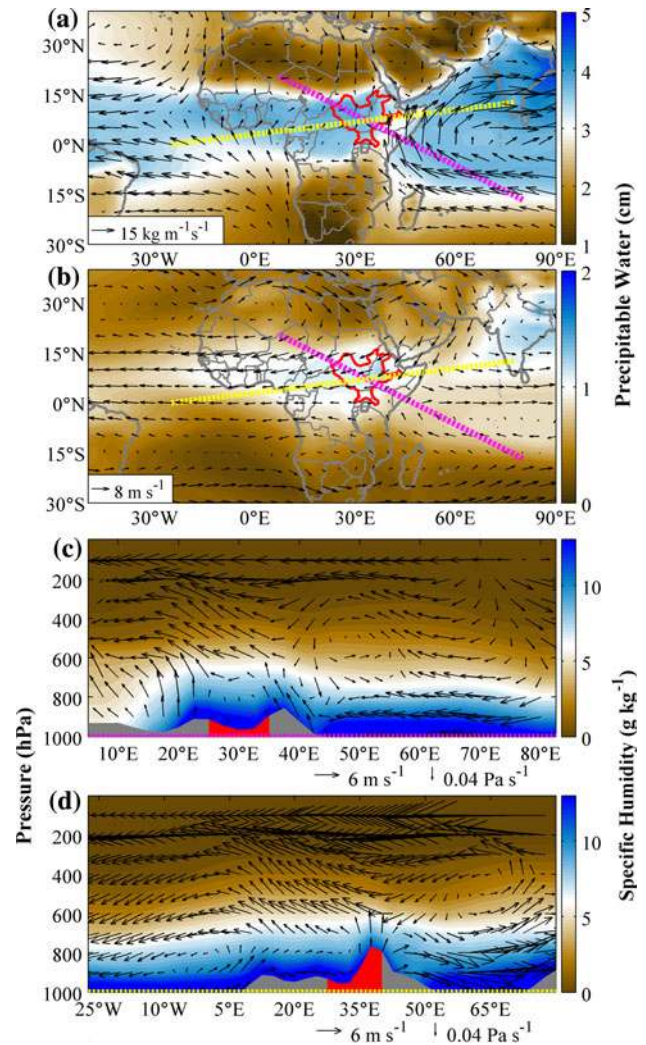 (a)
30°N
15°N
0°N
15°S
30°S
15 kg m⁻¹s⁻¹
30°W 0°E 30°E 60°E 90°E
5
4
3
2
1
(b)
30°N
15°N
0°N
15°S
30°S
8 m s⁻¹
30°W 0°E 30°E 60°E 90°E
2
1
0
Precipitable Water (cm)
(c)
200
400
600
800
1000
10°E 20°E 30°E 40°E 50°E 60°E 70°E 80°E
6 m s⁻¹ 0.04 Pa s⁻¹
10
5
0
(d)
200
400
600
800
1000
25°W 10°W 5°E 20°E 35°E 50°E 65°E
6 m s⁻¹ 0.04 Pa s⁻¹
10
5
0
Pressure (hPa)
Specific Humidity (g kg⁻¹)